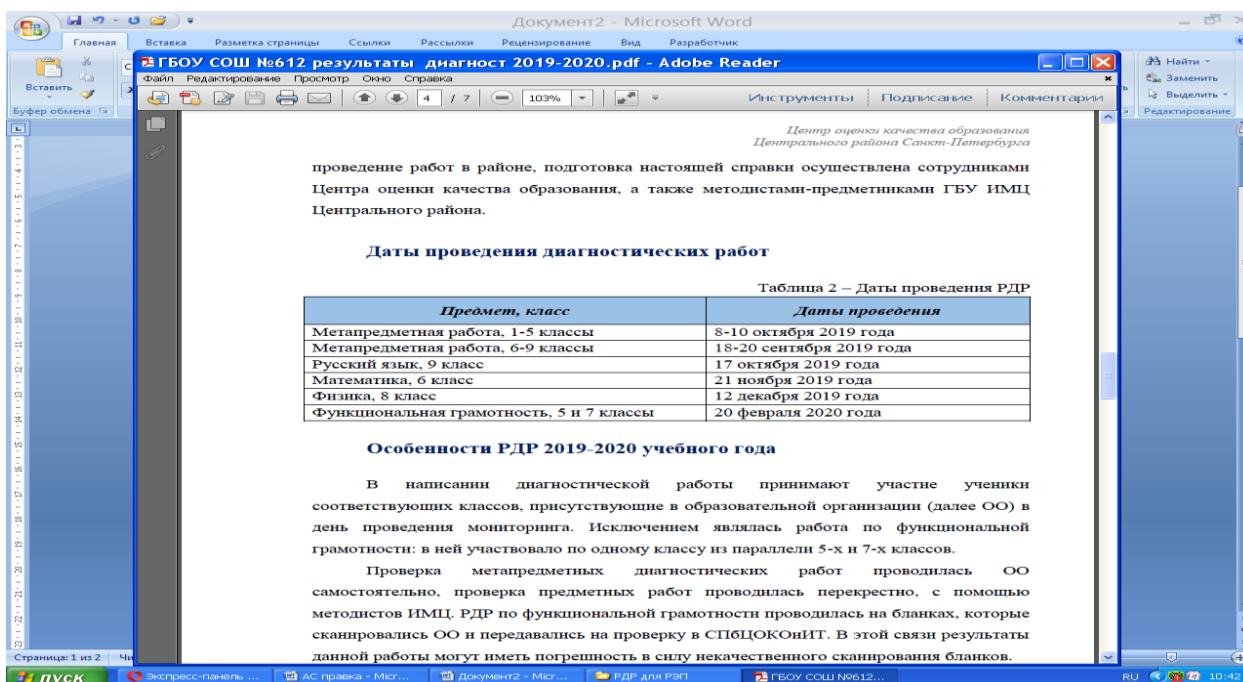 Документ2 - Microsoft Word
Главная Вставка Разметка страницы Ссылки Рассылки Рецензирование Вид Разработчик
Вставить
Буфер обмена
Найти
Заменить
Выделить
Редактирование
ГБОУ СОШ №612 результаты диагност 2019-2020.pdf - Adobe Reader
Файл Редактирование Просмотр Окно Справка
4 / 7 103% Инструменты Подписание Комментарии
Центр оценки качества образования
Центрального района Санкт-Петербурга
проведение работ в районе, подготовка настоящей справки осуществлена сотрудниками
Центра оценки качества образования, а также методистами-предметниками ГБУ ИМЦ
Центрального района.
Даты проведения диагностических работ
Таблица 2 – Даты проведения РДР
Предмет, класс Даты проведения
Метапредметная работа, 1-5 классы 8-10 октября 2019 года
Метапредметная работа, 6-9 классы 18-20 сентября 2019 года
Русский язык, 9 класс 17 октября 2019 года
Математика, 6 класс 21 ноября 2019 года
Физика, 8 класс 12 декабря 2019 года
Функциональная грамотность, 5 и 7 классы 20 февраля 2020 года
Особенности РДР 2019-2020 учебного года
В написании диагностической работы принимают участие ученики
соответствующих классов, присутствующие в образовательной организации (далее ОО) в
день проведения мониторинга. Исключением являлась работа по функциональной
грамотности: в ней участвовало по одному классу из параллели 5-х и 7-х классов.
Проверка метапредметных диагностических работ проводилась ОО
самостоятельно, проверка предметных работ проводилась перекрестно, с помощью
методистов ИМЦ. РДР по функциональной грамотности проводилась на бланках, которые
сканировались ОО и передавались на проверку в СПбЦОКОиИТ. В этой связи результаты
данной работы могут иметь погрешность в силу некачественного сканирования бланков.
Страница: 1 из 2
пуск Экспресс-панель ... АС правка - Micr... Документ2 - Micr... РДР для РЭП ГБОУ СОШ №612... RU 10:42